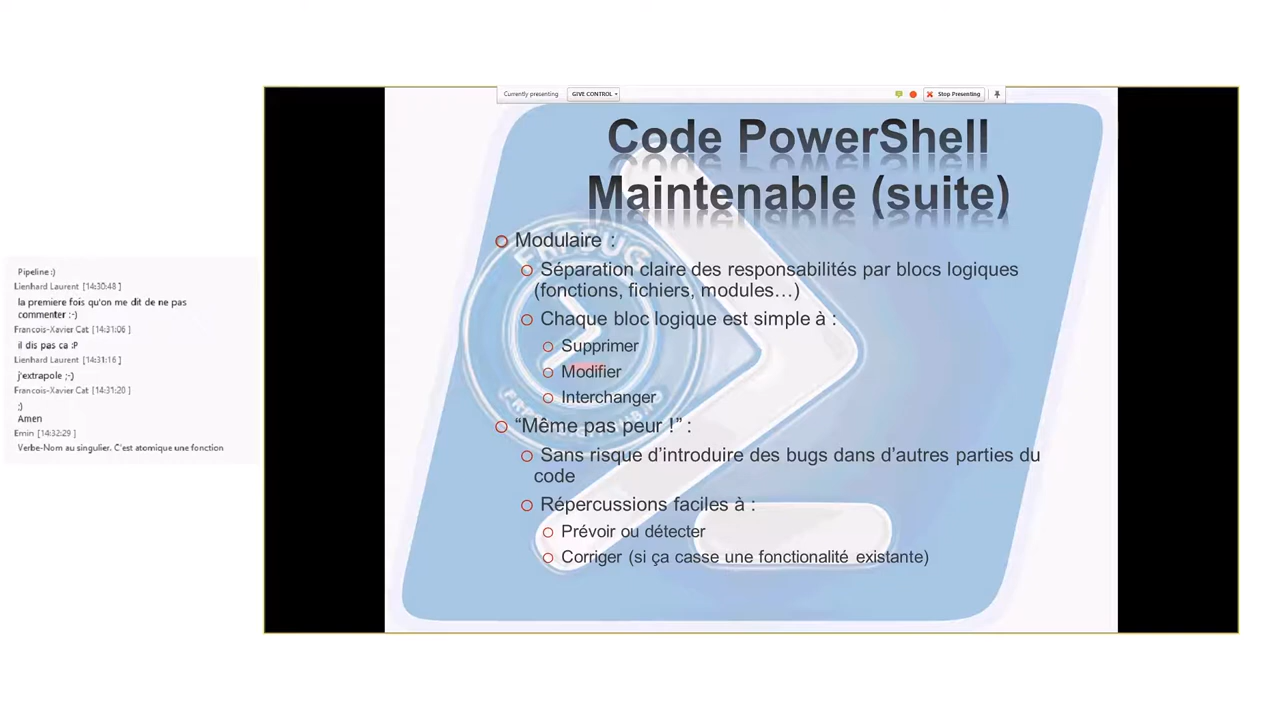 Currently presenting
GIVE CONTROL
Stop Presenting
Code PowerShell
Maintenable (suite)
Modulaire :
Séparation claire des responsabilités par blocs logiques
(fonctions, fichiers, modules…)
Chaque bloc logique est simple à :
Supprimer
Modifier
Interchanger
“Même pas peur !” :
Sans risque d’introduire des bugs dans d’autres parties du
code
Répercussions faciles à :
Prévoir ou détecter
Corriger (si ça casse une fonctionalité existante)
Pipeline :)
Lienhard Laurent [14:30:48 ]
la premiere fois qu'on me dit de ne pas
commenter :-)
Francois-Xavier Cat [14:31:06 ]
il dis pas ca :P
Lienhard Laurent [14:31:16 ]
j'extrapole ;-)
Francois-Xavier Cat [14:31:20 ]
;)
Amen
Emin [14:32:29 ]
Verbe-Nom au singulier. C'est atomique une fonction